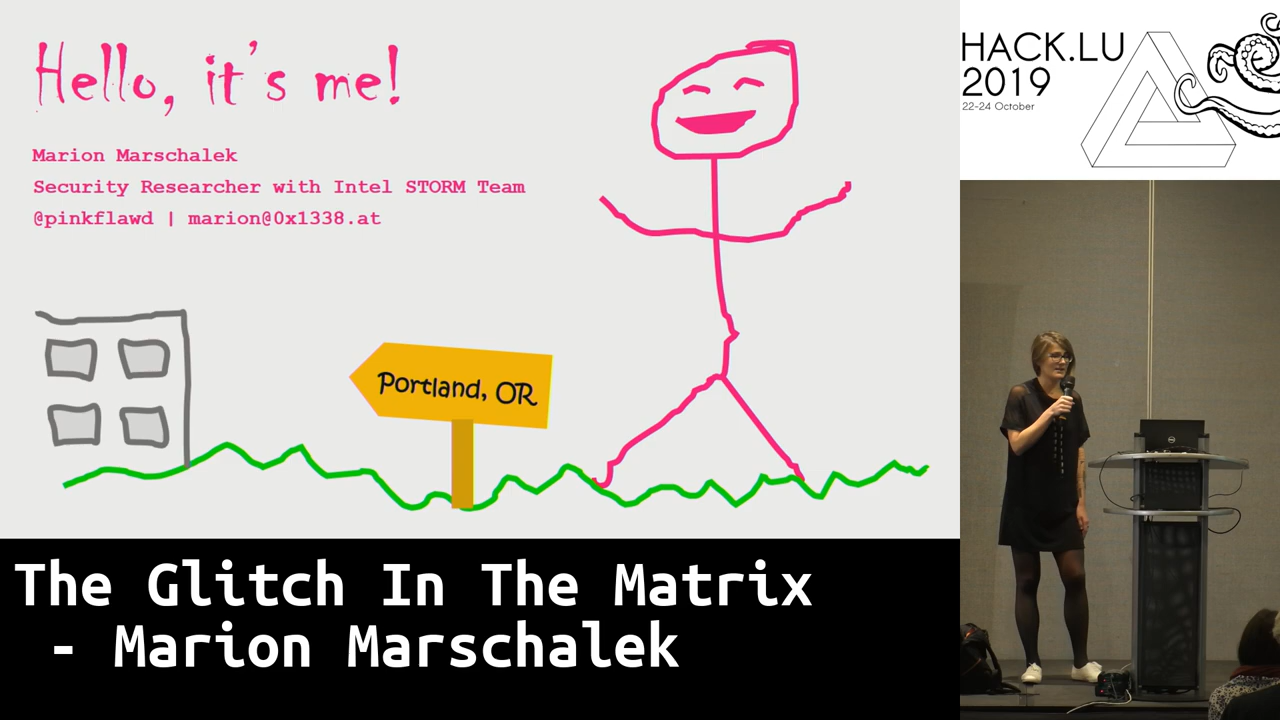 Hello, it's me!
Marion Marschalek
Security Researcher with Intel STORM Team
@pinkflawd | marion@0x1338.at
Portland, OR
The Glitch In The Matrix
- Marion Marschalek
HACK.LU
2019
22-24 October